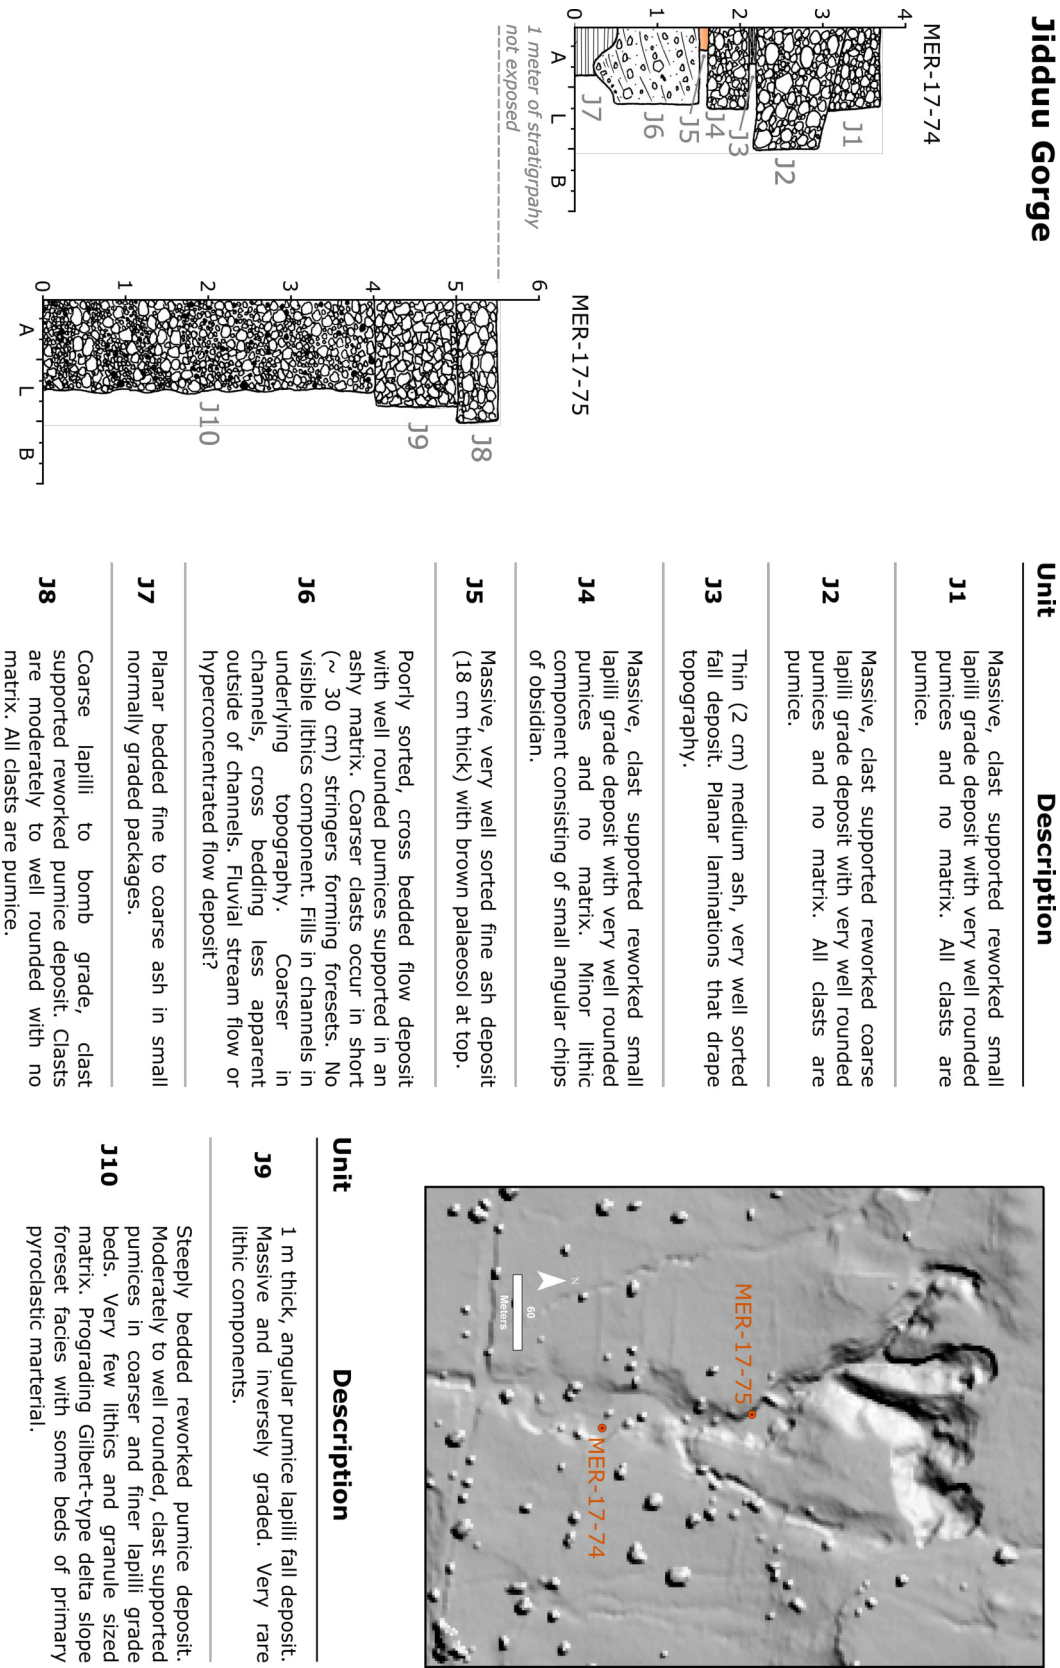 Jidduu Gorge
MER-17-74
4
3
2
1
0
A
L
B
J1
J2
J3
J4
J5
J6
J7
1 meter of stratigrpahy
not exposed
MER-17-75
6
5
4
3
2
1
0
A
L
B
J8
J9
J10
Unit Description
J1
Massive, clast supported reworked small
lapilli grade deposit with very well rounded
pumices and no matrix. All clasts are
pumice.
J2
Massive, clast supported reworked coarse
lapilli grade deposit with very well rounded
pumices and no matrix. All clasts are
pumice.
J3
Thin (2 cm) medium ash, very well sorted
fall deposit. Planar laminations that drape
topography.
J4
Massive, clast supported reworked small
lapilli grade deposit with very well rounded
pumices and no matrix. Minor lithic
component consisting of small angular chips
of obsidian.
J5
Massive, very well sorted fine ash deposit
(18 cm thick) with brown palaeosol at top.
J6
Poorly sorted, cross bedded flow deposit
with well rounded pumices supported in an
ashy matrix. Coarser clasts occur in short
(~ 30 cm) stringers forming foresets. No
visible lithics component. Fills in channels in
underlying topography. Coarser in
channels, cross bedding less apparent
outside of channels. Fluvial stream flow or
hyperconcentrated flow deposit?
J7
Planar bedded fine to coarse ash in small
normally graded packages.
J8
Coarse lapilli to bomb grade, clast
supported reworked pumice deposit. Clasts
are moderately to well rounded with no
matrix. All clasts are pumice.
MER-17-75
MER-17-74
N
60
Meters
Unit Description
J9
1 m thick, angular pumice lapilli fall deposit.
Massive and inversely graded. Very rare
lithic components.
J10
Steeply bedded reworked pumice deposit.
Moderately to well rounded, clast supported
pumices in coarser and finer lapilli grade
beds. Very few lithics and granule sized
matrix. Prograding Gilbert-type delta slope
foreset facies with some beds of primary
pyroclastic marterial.